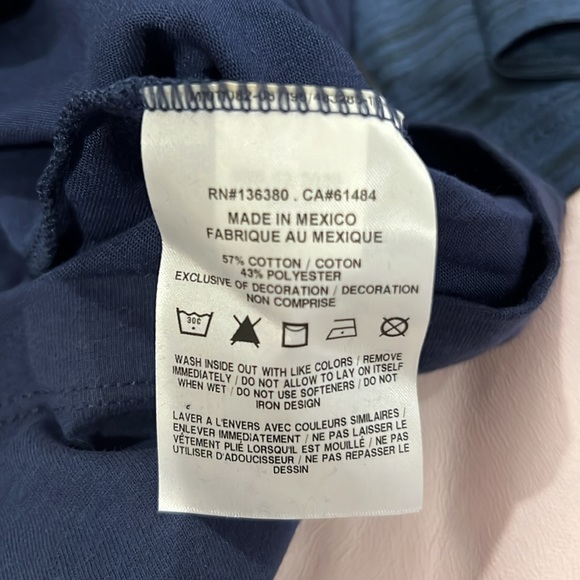 RN#136380 . CA#61484
MADE IN MEXICO
FABRIQUE AU MEXIQUE
57% COTTON / COTON
43% POLYESTER
EXCLUSIVE OF DECORATION / DECORATION
NON COMPRISE
30C
WASH INSIDE OUT WITH LIKE COLORS / REMOVE
IMMEDIATELY / DO NOT ALLOW TO LAY ON ITSELF
WHEN WET / DO NOT USE SOFTENERS / DO NOT
IRON DESIGN
LAVER A L'ENVERS AVEC COULEURS SIMILAIRES /
ENLEVER IMMEDIATEMENT / NE PAS LAISSER LE
VÊTEMENT PLIÉ LORSQU'IL EST MOUILLÉ / NE PAS
UTILISER D'ADOUCISSEUR / NE PAS REPASSER LE
DESSIN